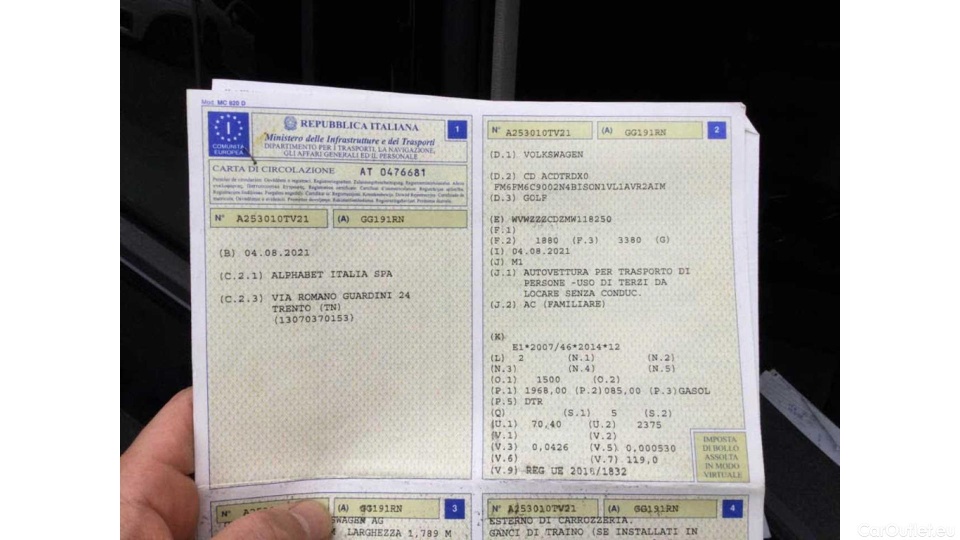 Mod. MC 820 D
I
COMUNITÀ
EUROPEA
REPUBBLICA ITALIANA
1
Ministero delle Infrastrutture e dei Trasporti
DIPARTIMENTO PER I TRASPORTI, LA NAVIGAZIONE,
GLI AFFARI GENERALI ED IL PERSONALE
CARTA DI CIRCOLAZIONE AT 0476681
N° A253010TV21 (A) GG191RN
(B) 04.08.2021
(C.2.1) ALPHABET ITALIA SPA
(C.2.3) VIA ROMANO GUARDINI 24
TRENTO (TN)
(13070370153)
N° A253010TV21 (A) GG191RN 2
(D.1) VOLKSWAGEN
(D.2) CD ACDTRDX0
FM6FM6C9002N4BISON1VL1AVR2AIM
(D.3) GOLF
(E) WVWZZZCDZMW118250
(F.1)
(F.2) 1880 (F.3) 3380 (G)
(I) 04.08.2021
(J) M1
(J.1) AUTOVETTURA PER TRASPORTO DI
PERSONE -USO DI TERZI DA
LOCARE SENZA CONDUC.
(J.2) AC (FAMILIARE)
(K)
E1*2007/46*2014*12
(L) 2 (N.1) (N.2)
(N.3) (N.4) (N.5)
(O.1) 1500 (O.2)
(P.1) 1968,00 (P.2)085,00 (P.3)GASOL
(P.5) DTR
(Q) (S.1) 5 (S.2)
(U.1) 70,40 (U.2) 2375
(V.1) (V.2)
(V.3) 0,0426 (V.5) 0,000530
(V.6) (V.7) 119,0
(V.9) REG UE 2018/1832
IMPOSTA
DI BOLLO
ASSOLTA
IN MODO
VIRTUALE
N° A253010TV21 (A) GG191RN 3
WAGEN AG
LARGHEZZA 1,789 M
N° A253010TV21 (A) GG191RN 4
ESTERNO DI CARROZZERIA.
GANCI DI TRAINO (SE INSTALLATI IN
CarOutlet.eu